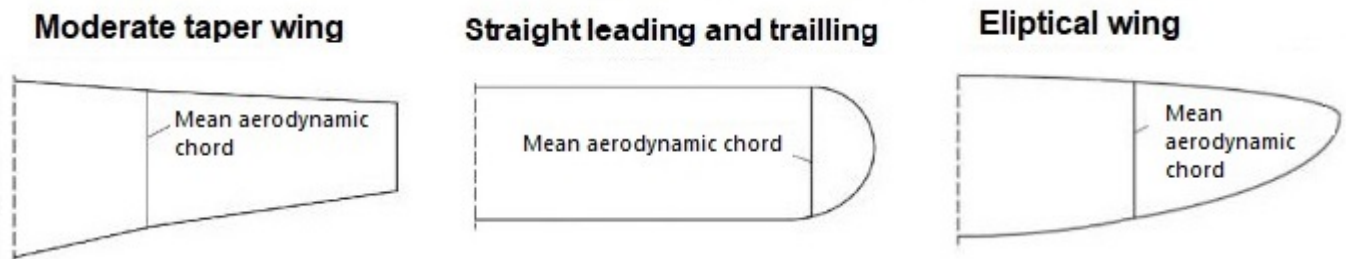 Moderate taper wing
Straight leading and trailling
Eliptical wing
Mean aerodynamic
chord
Mean aerodynamic chord
Mean
aerodynamic
chord